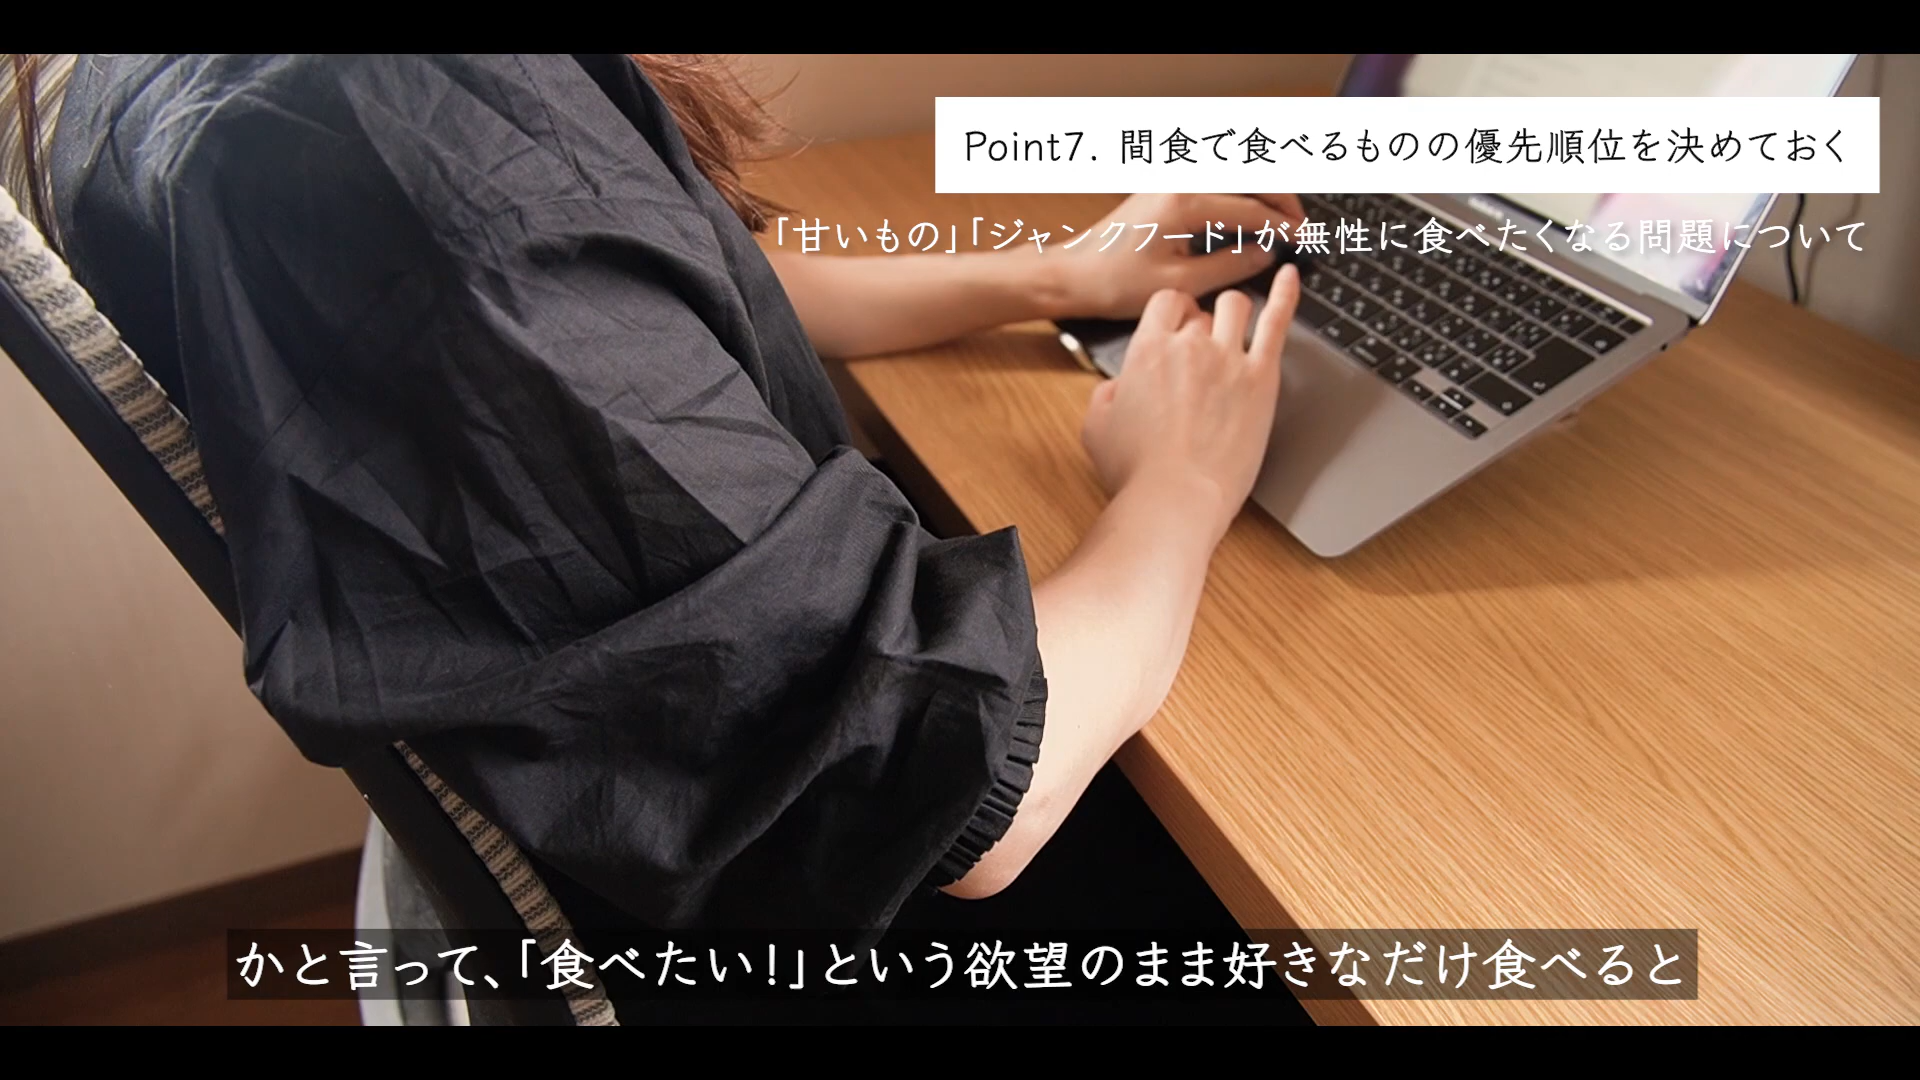 Point7. 間食で食べるものの優先順位を決めておく
「甘いもの」「ジャンクフード」が無性に食べたくなる問題について
かと言って、「食べたい！」という欲望のまま好きなだけ食べると